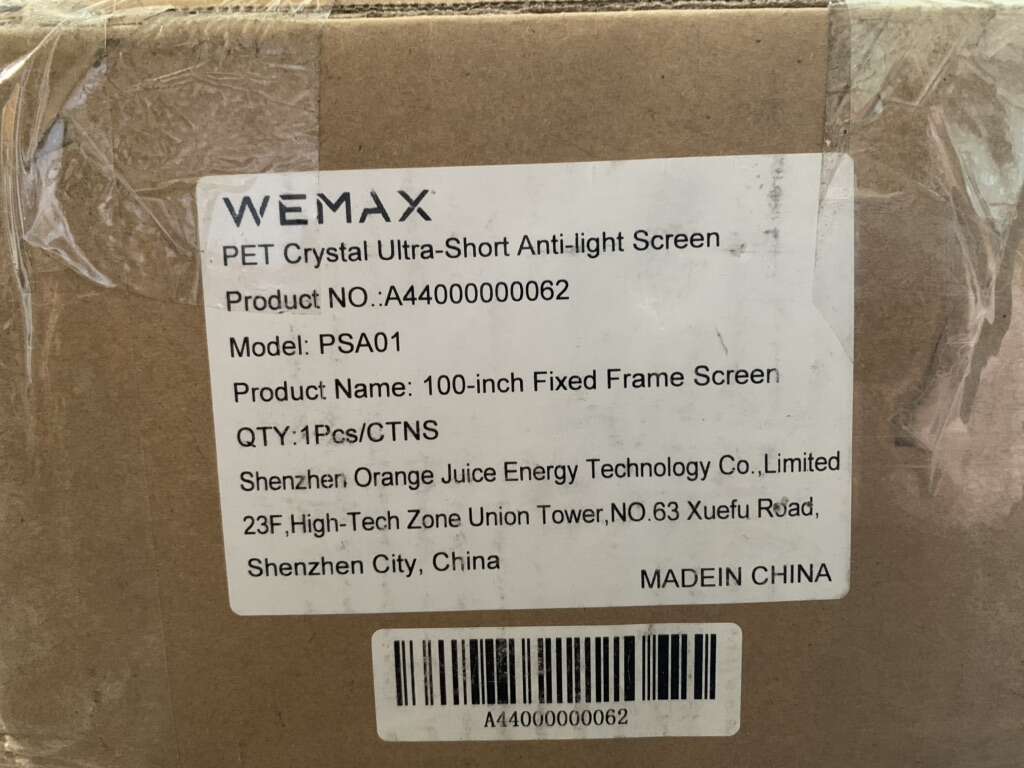 WEMAX
PET Crystal Ultra-Short Anti-light Screen
Product NO.:A44000000062
Model: PSA01
Product Name: 100-inch Fixed Frame Screen
QTY:1Pcs/CTNS
Shenzhen Orange Juice Energy Technology Co.,Limited
23F,High-Tech Zone Union Tower,NO.63 Xuefu Road,
Shenzhen City, China
MADEIN CHINA
A44000000062